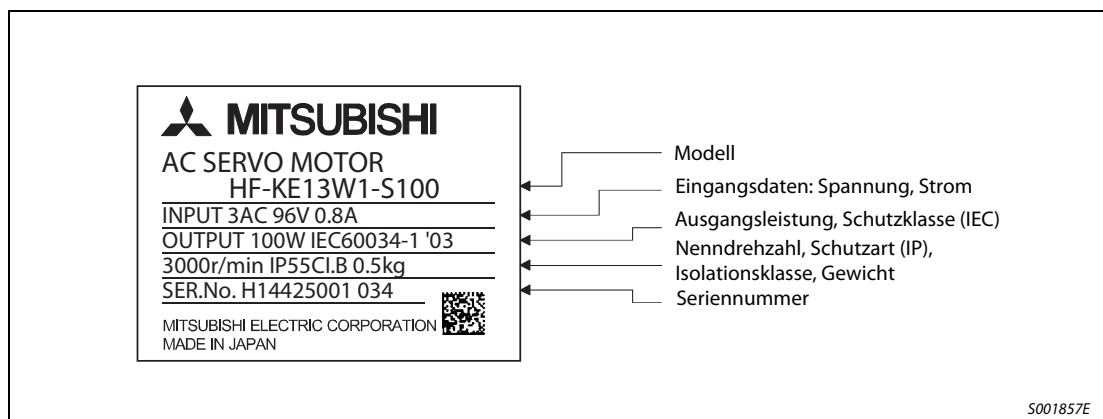 MITSUBISHI
AC SERVO MOTOR
HF-KE13W1-S100
INPUT 3AC 96V 0.8A
OUTPUT 100W IEC60034-1 '03
3000r/min IP55CI.B 0.5kg
SER.No. H14425001 034
MITSUBISHI ELECTRIC CORPORATION
MADE IN JAPAN
Modell
Eingangsdaten: Spannung, Strom
Ausgangsleistung, Schutzklasse (IEC)
Nenndrehzahl, Schutzart (IP),
Isolationsklasse, Gewicht
Seriennummer
S001857E